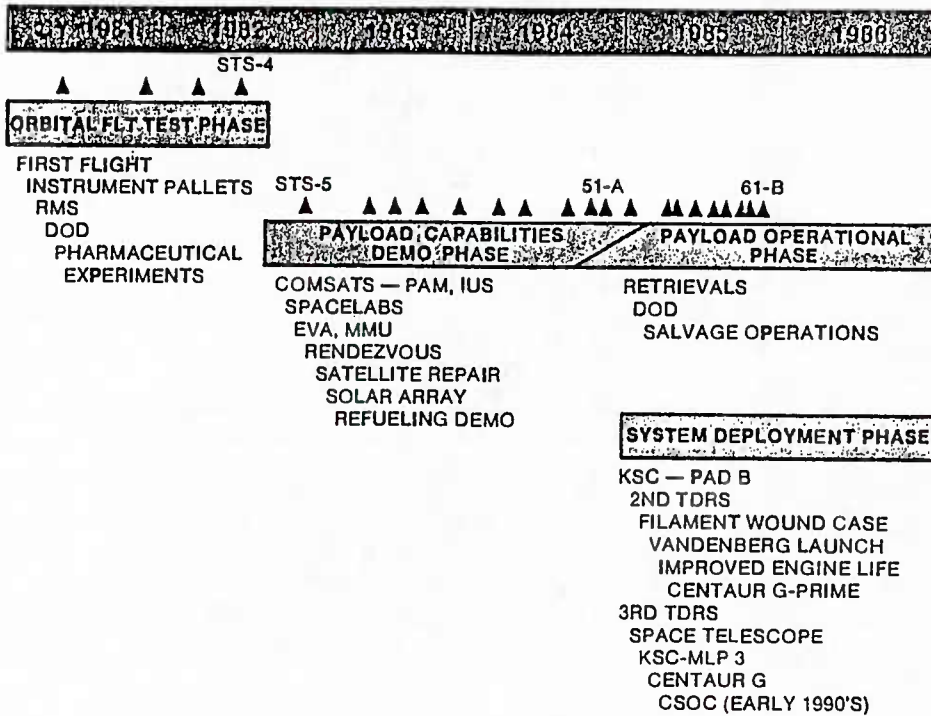 1981 1982 1983 1984 1985 1986
STS-4
ORBITAL FLT TEST PHASE
FIRST FLIGHT
INSTRUMENT PALLETS
RMS
DOD
PHARMACEUTICAL
EXPERIMENTS
STS-5 51-A 61-B
PAYLOAD CAPABILITIES
DEMO PHASE
PAYLOAD OPERATIONAL
PHASE
COMSATS — PAM, IUS
SPACELABS
EVA, MMU
RENDEZVOUS
SATELLITE REPAIR
SOLAR ARRAY
REFUELING DEMO
RETRIEVALS
DOD
SALVAGE OPERATIONS
SYSTEM DEPLOYMENT PHASE
KSC — PAD B
2ND TDRS
FILAMENT WOUND CASE
VANDENBERG LAUNCH
IMPROVED ENGINE LIFE
CENTAUR G-PRIME
3RD TDRS
SPACE TELESCOPE
KSC-MLP 3
CENTAUR G
CSOC (EARLY 1990'S)